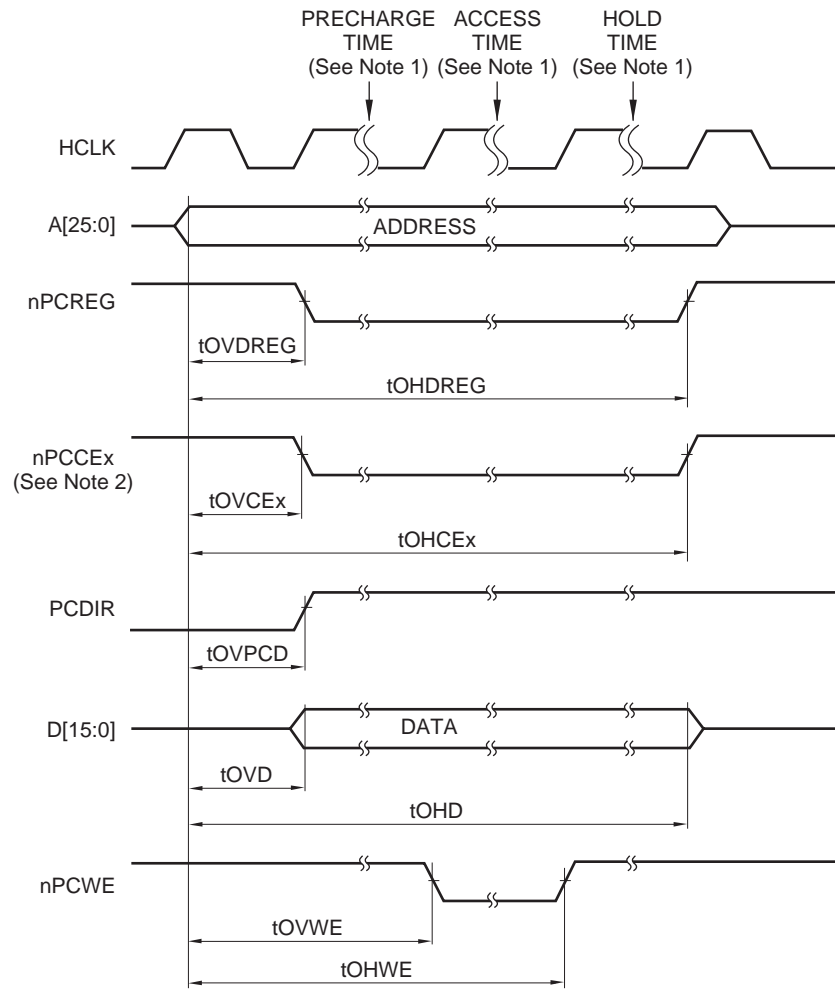 PRECHARGE TIME (See Note 1)
ACCESS TIME (See Note 1)
HOLD TIME (See Note 1)
HCLK
A[25:0]
ADDRESS
nPCREG
tOVDREG
tOHDREG
nPCCEx
(See Note 2)
tOVCEx
tOHCEx
PCDIR
tOVPCD
D[15:0]
DATA
tOVD
tOHD
nPCWE
tOVWE
tOHWE